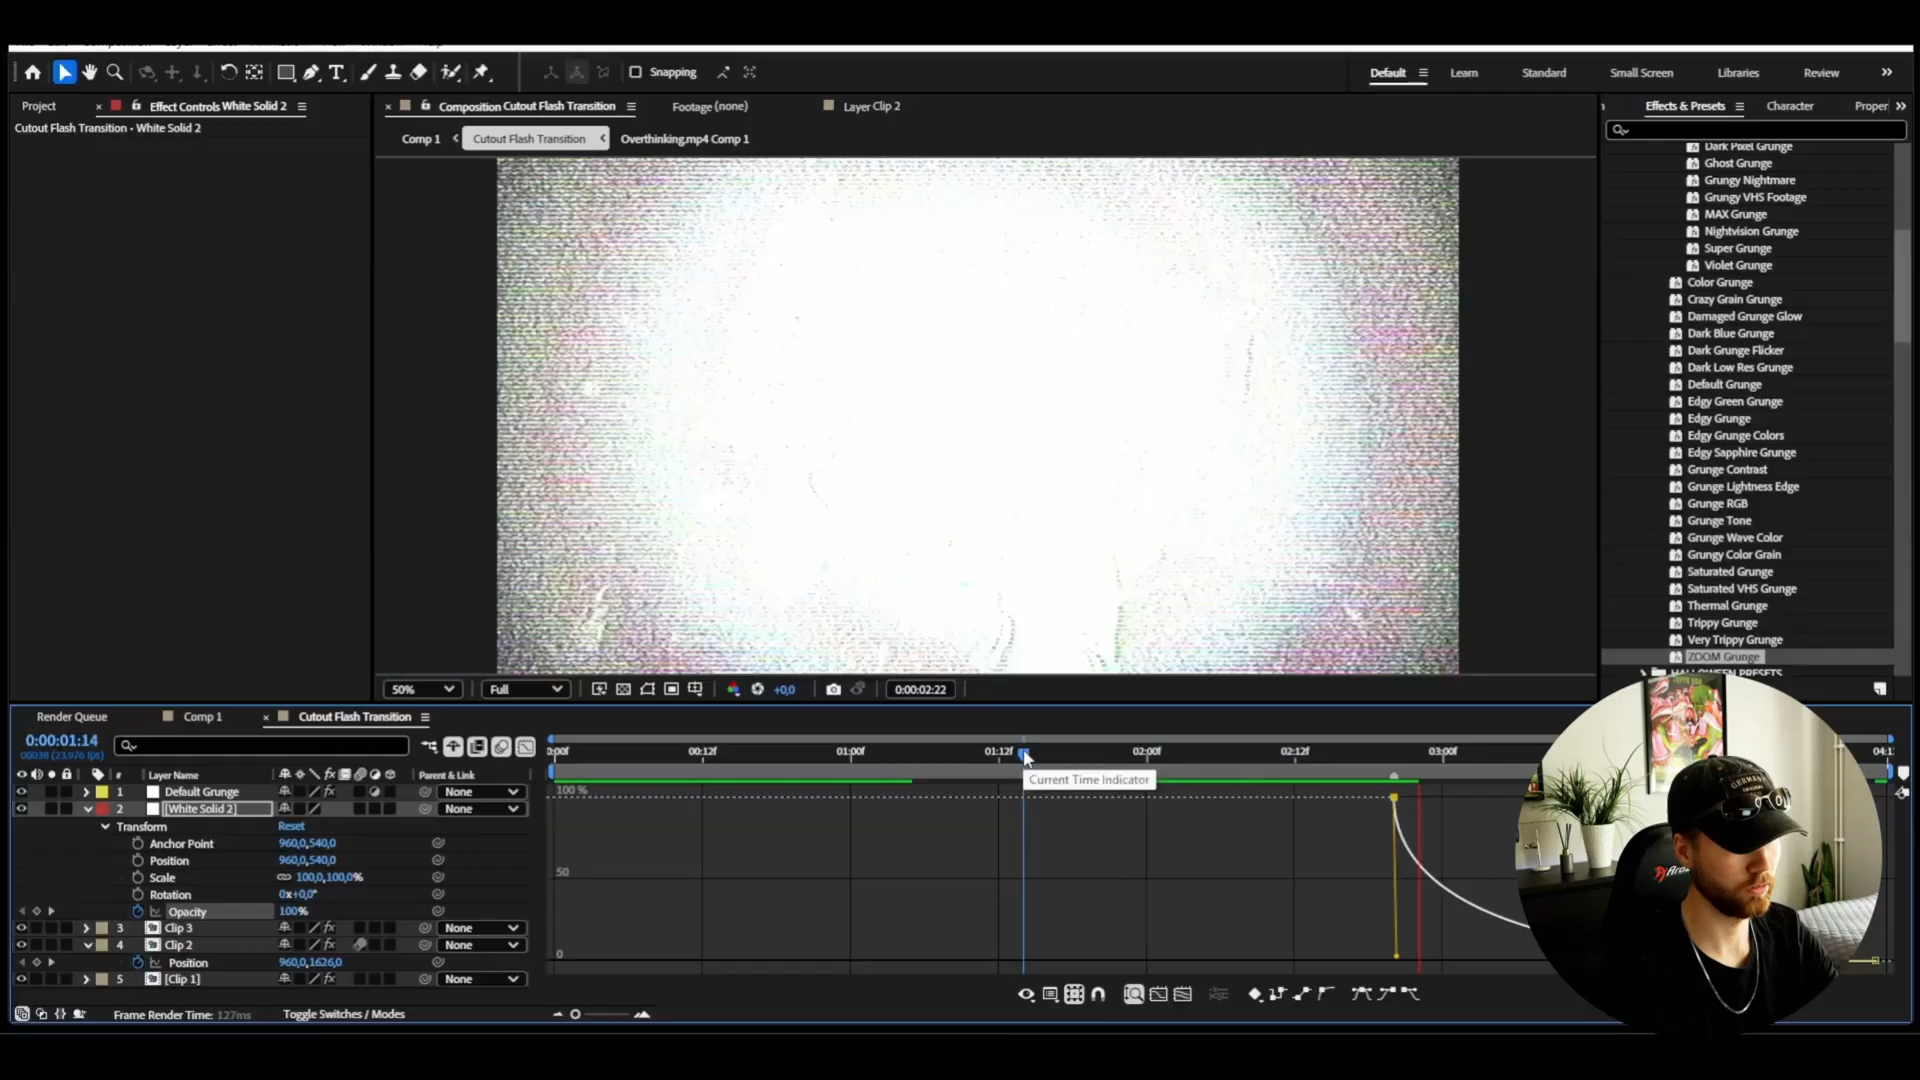 Snapping
Default
Learn
Standard
Small Screen
Libraries
Review
Project
Effect Controls White Solid 2
Composition Cutout Flash Transition
Footage (none)
Layer Clip 2
Effects & Presets
Character
Proper
Cutout Flash Transition - White Solid 2
Comp 1
Cutout Flash Transition
Overthinking.mp4 Comp 1
Dark Pixel Grunge
Ghost Grunge
Grungy Nightmare
Grungy VHS Footage
MAX Grunge
Nightvision Grunge
Super Grunge
Violet Grunge
Color Grunge
Crazy Grain Grunge
Damaged Grunge Glow
Dark Blue Grunge
Dark Grunge Flicker
Dark Low Res Grunge
Default Grunge
Edgy Green Grunge
Edgy Grunge
Edgy Grunge Colors
Edgy Sapphire Grunge
Grunge Contrast
Grunge Lightness Edge
Grunge RGB
Grunge Tone
Grunge Wave Color
Grungy Color Grain
Saturated Grunge
Saturated VHS Grunge
Thermal Grunge
Trippy Grunge
Very Trippy Grunge
ZOOM Grunge
HALLOWEEN PRESETS
50%
Full
+0,0
0:00:02:22
Render Queue
Comp 1
Cutout Flash Transition
0:00:01:14
00038 (23.976 fps)
0:00f
00:12f
01:00f
01:12f
02:00f
02:12f
03:00f
Current Time Indicator
# Layer Name
Parent & Link
1 Default Grunge None
2 [White Solid 2] None
Transform Reset
Anchor Point 960,0,540,0
Position 960,0,540,0
Scale 100,0,100,0%
Rotation 0x+0,0°
Opacity 100%
3 Clip 3 None
4 Clip 2 None
Position 960,0,1626,0
5 [Clip 1] None
100 %
50
0
Frame Render Time: 127ms
Toggle Switches / Modes